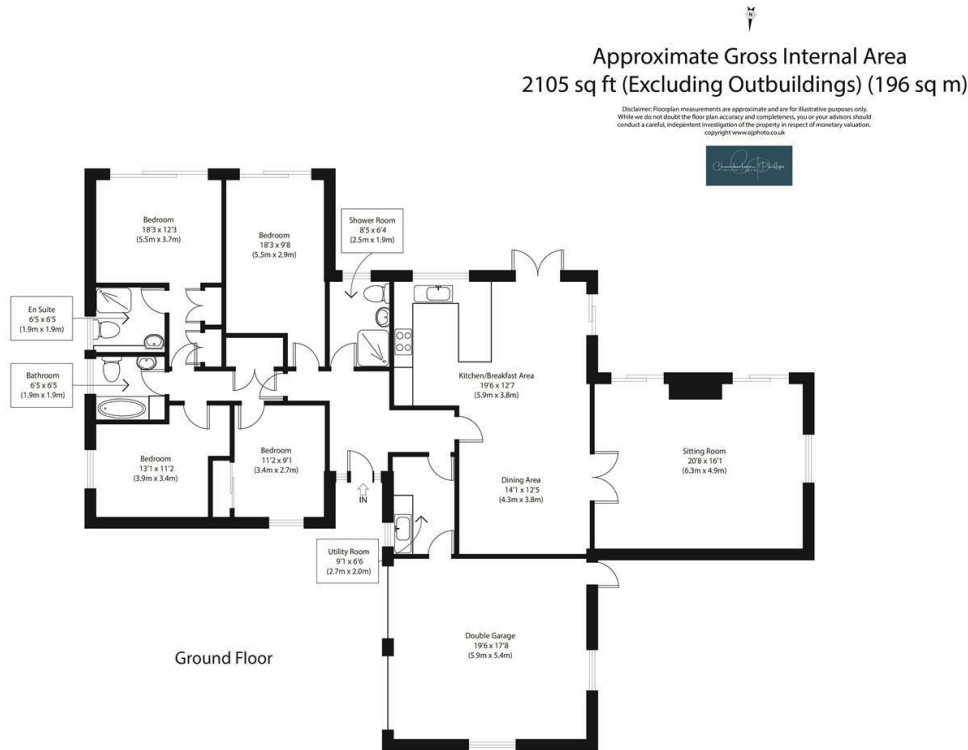 N
Approximate Gross Internal Area
2105 sq ft (Excluding Outbuildings) (196 sq m)
Disclaimer: Floorplan measurements are approximate and are for illustrative purposes only.
While we do not doubt the floor plan accuracy and completeness, you or your advisors should
conduct a careful, indepentent investigation of the property in respect of monetary valuation.
copyright www.ojphoto.co.uk
Chamberlain Phillips
Bedroom
18'3 x 12'3
(5.5m x 3.7m)
Bedroom
18'3 x 9'8
(5.5m x 2.9m)
Shower Room
8'5 x 6'4
(2.5m x 1.9m)
En Suite
6'5 x 6'5
(1.9m x 1.9m)
Bathroom
6'5 x 6'5
(1.9m x 1.9m)
Kitchen/Breakfast Area
19'6 x 12'7
(5.9m x 3.8m)
Bedroom
13'1 x 11'2
(3.9m x 3.4m)
Bedroom
11'2 x 9'1
(3.4m x 2.7m)
Sitting Room
20'8 x 16'1
(6.3m x 4.9m)
Dining Area
14'1 x 12'5
(4.3m x 3.8m)
IN
Utility Room
9'1 x 6'6
(2.7m x 2.0m)
Double Garage
19'6 x 17'8
(5.9m x 5.4m)
Ground Floor